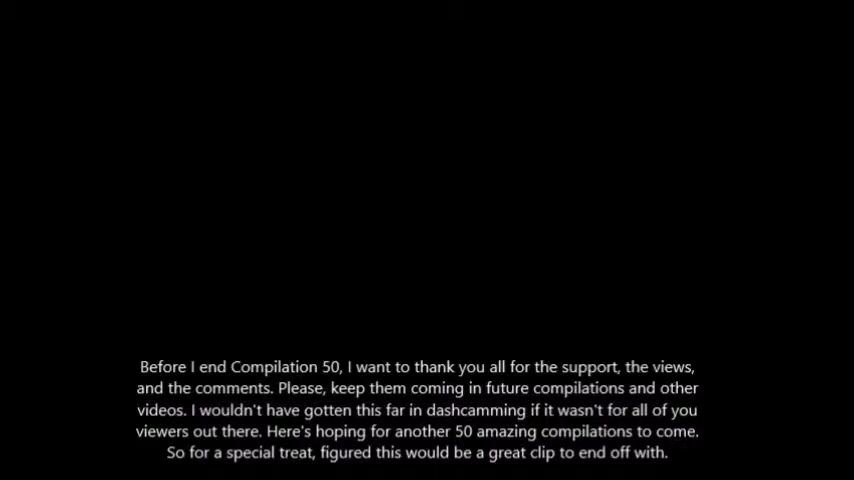 Before I end Compilation 50, I want to thank you all for the support, the views,
and the comments. Please, keep them coming in future compilations and other
videos. I wouldn't have gotten this far in dashcamming if it wasn't for all of you
viewers out there. Here's hoping for another 50 amazing compilations to come.
So for a special treat, figured this would be a great clip to end off with.